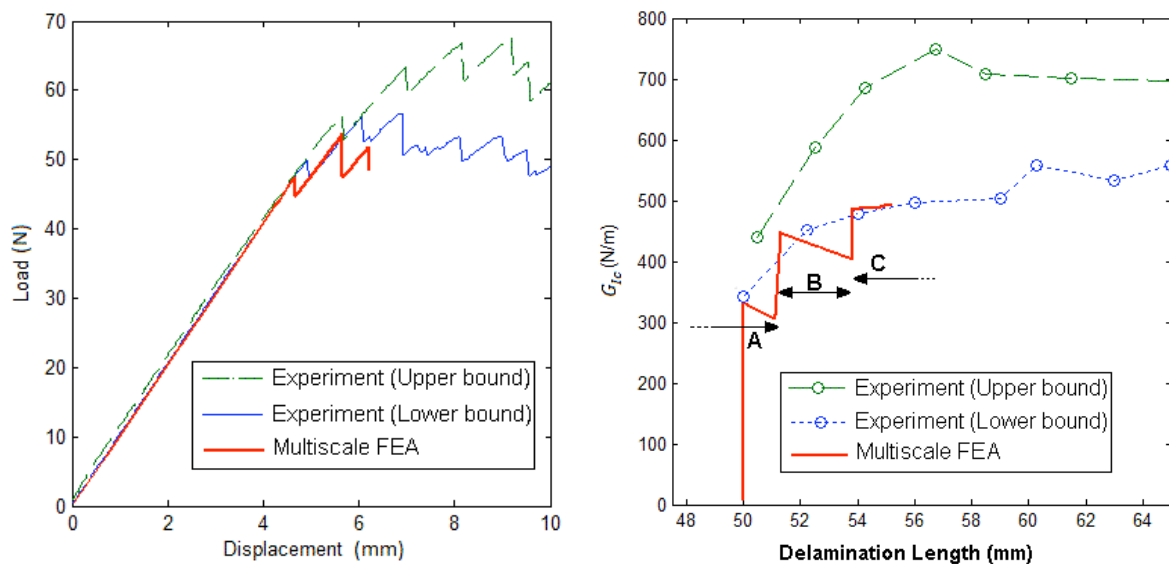 70
60
50
40
30
20
10
0
0 2 4 6 8 10
Load (N)
Displacement (mm)
Experiment (Upper bound)
Experiment (Lower bound)
Multiscale FEA
800
700
600
500
400
300
200
100
0
48 50 52 54 56 58 60 62 64
G_{Ic} (N/m)
Delamination Length (mm)
A
B
C
Experiment (Upper bound)
Experiment (Lower bound)
Multiscale FEA